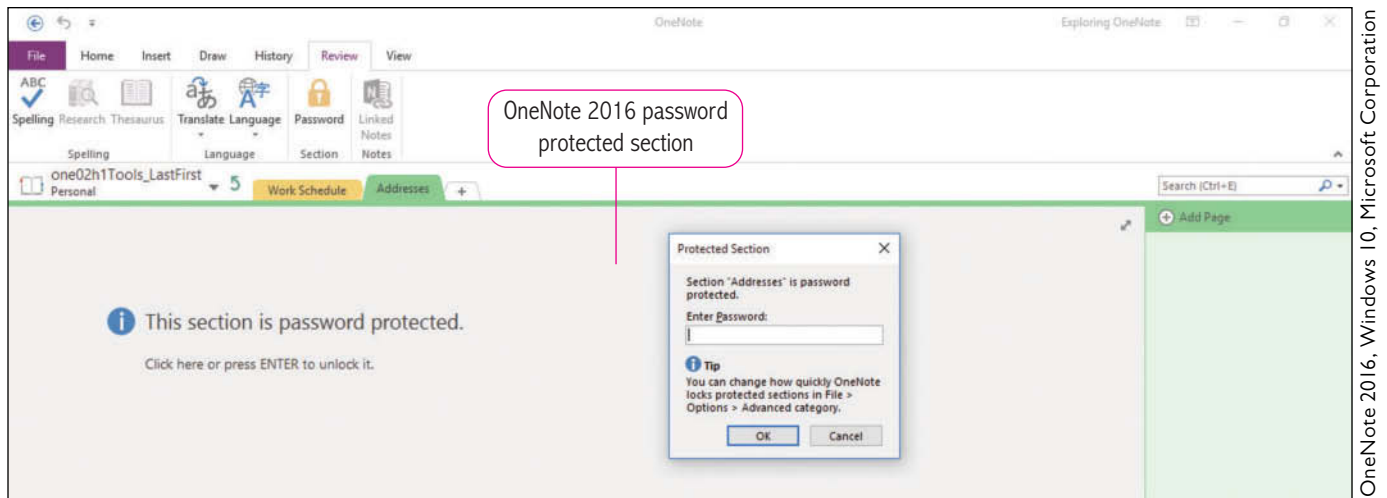 OneNote
Exploring OneNote
File Home Insert Draw History Review View
ABC
Spelling Research Thesaurus Translate Language Password Linked Notes
Spelling Language Section Notes
OneNote 2016 password
protected section
one02h1Tools_LastFirst
Personal
Work Schedule Addresses +
Search (Ctrl+E)
Add Page
Protected Section
Section "Addresses" is password
protected.
Enter Password:
Tip
You can change how quickly OneNote
locks protected sections in File >
Options > Advanced category.
OK Cancel
This section is password protected.
Click here or press ENTER to unlock it.
OneNote 2016, Windows 10, Microsoft Corporation